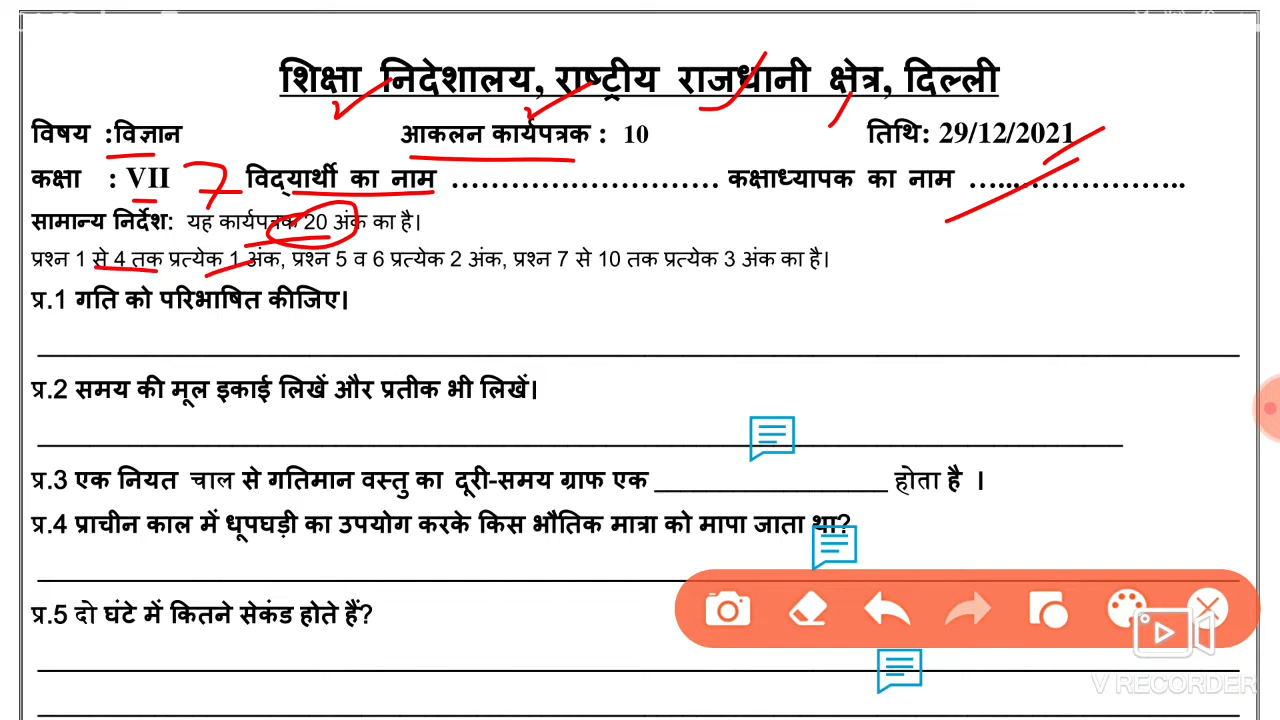 शिक्षा निदेशालय, राष्ट्रीय राजधानी क्षेत्र, दिल्ली
विषय :विज्ञान आकलन कार्यपत्रक : 10 तिथि: 29/12/2021
कक्षा : VII 7 विद्यार्थी का नाम ................................ कक्षाध्यापक का नाम ..........................
सामान्य निर्देश: यह कार्यपत्रक 20 अंक का है।
प्रश्न 1 से 4 तक प्रत्येक 1 अंक, प्रश्न 5 व 6 प्रत्येक 2 अंक, प्रश्न 7 से 10 तक प्रत्येक 3 अंक का है।
प्र.1 गति को परिभाषित कीजिए।
प्र.2 समय की मूल इकाई लिखें और प्रतीक भी लिखें।
प्र.3 एक नियत चाल से गतिमान वस्तु का दूरी-समय ग्राफ एक __________________ होता है ।
प्र.4 प्राचीन काल में धूपघड़ी का उपयोग करके किस भौतिक मात्रा को मापा जाता था?
प्र.5 दो घंटे में कितने सेकंड होते हैं?
V RECORDER